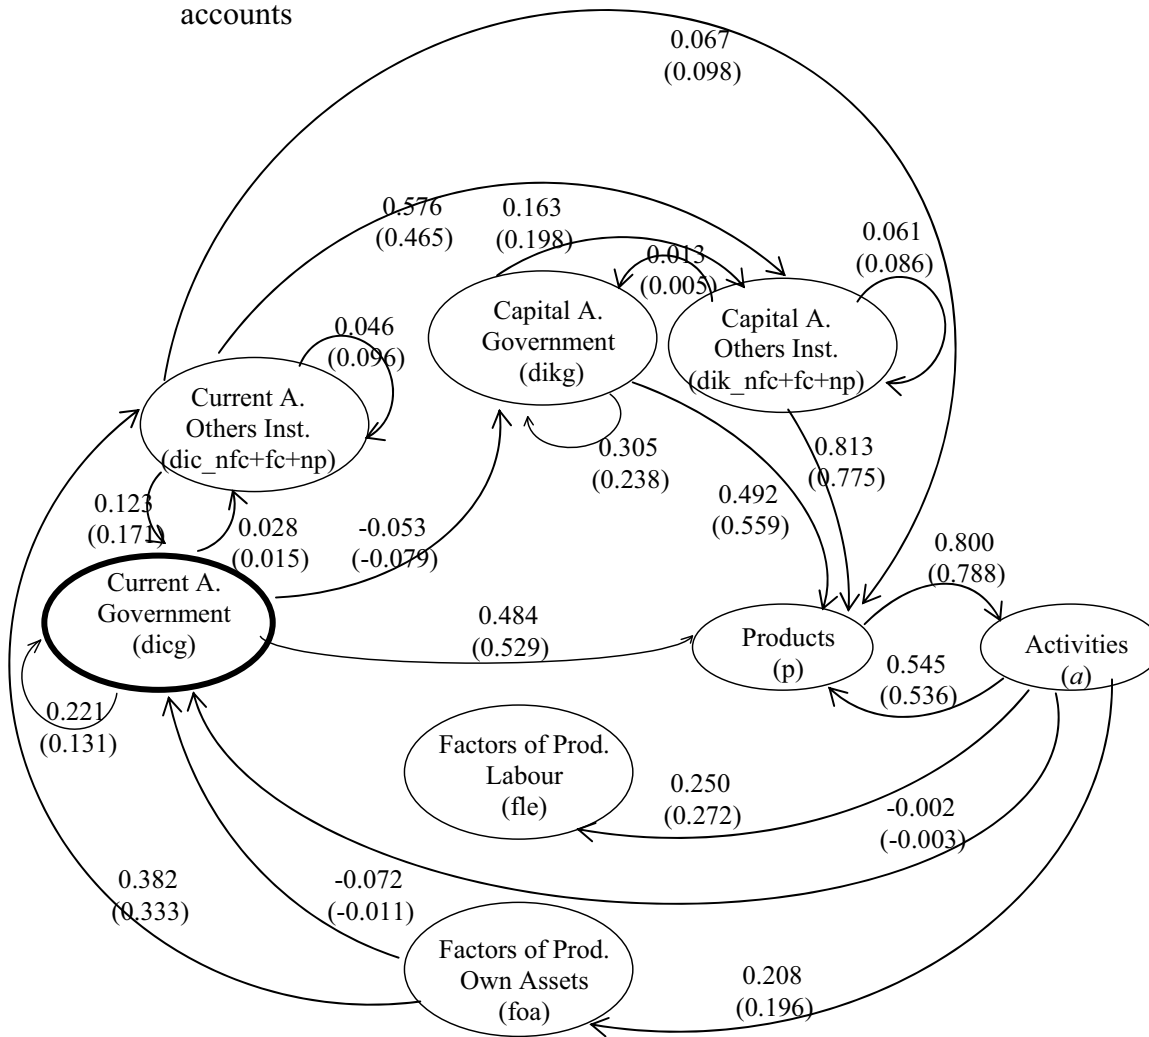 accounts
0.067
(0.098)
0.576
(0.465)
0.163
(0.198)
0.013
(0.005)
0.061
(0.086)
0.046
(0.096)
Capital A.
Government
(dikg)
Capital A.
Others Inst.
(dik_nfc+fc+np)
Current A.
Others Inst.
(dic_nfc+fc+np)
0.305
(0.238)
0.813
(0.775)
0.492
(0.559)
0.123
(0.171)
0.028
(0.015)
-0.053
(-0.079)
0.800
(0.788)
Current A.
Government
(dicg)
0.484
(0.529)
Products
(p)
Activities
(a)
0.545
(0.536)
0.221
(0.131)
Factors of Prod.
Labour
(fle)
0.250
(0.272)
-0.002
(-0.003)
0.382
(0.333)
-0.072
(-0.011)
Factors of Prod.
Own Assets
(foa)
0.208
(0.196)